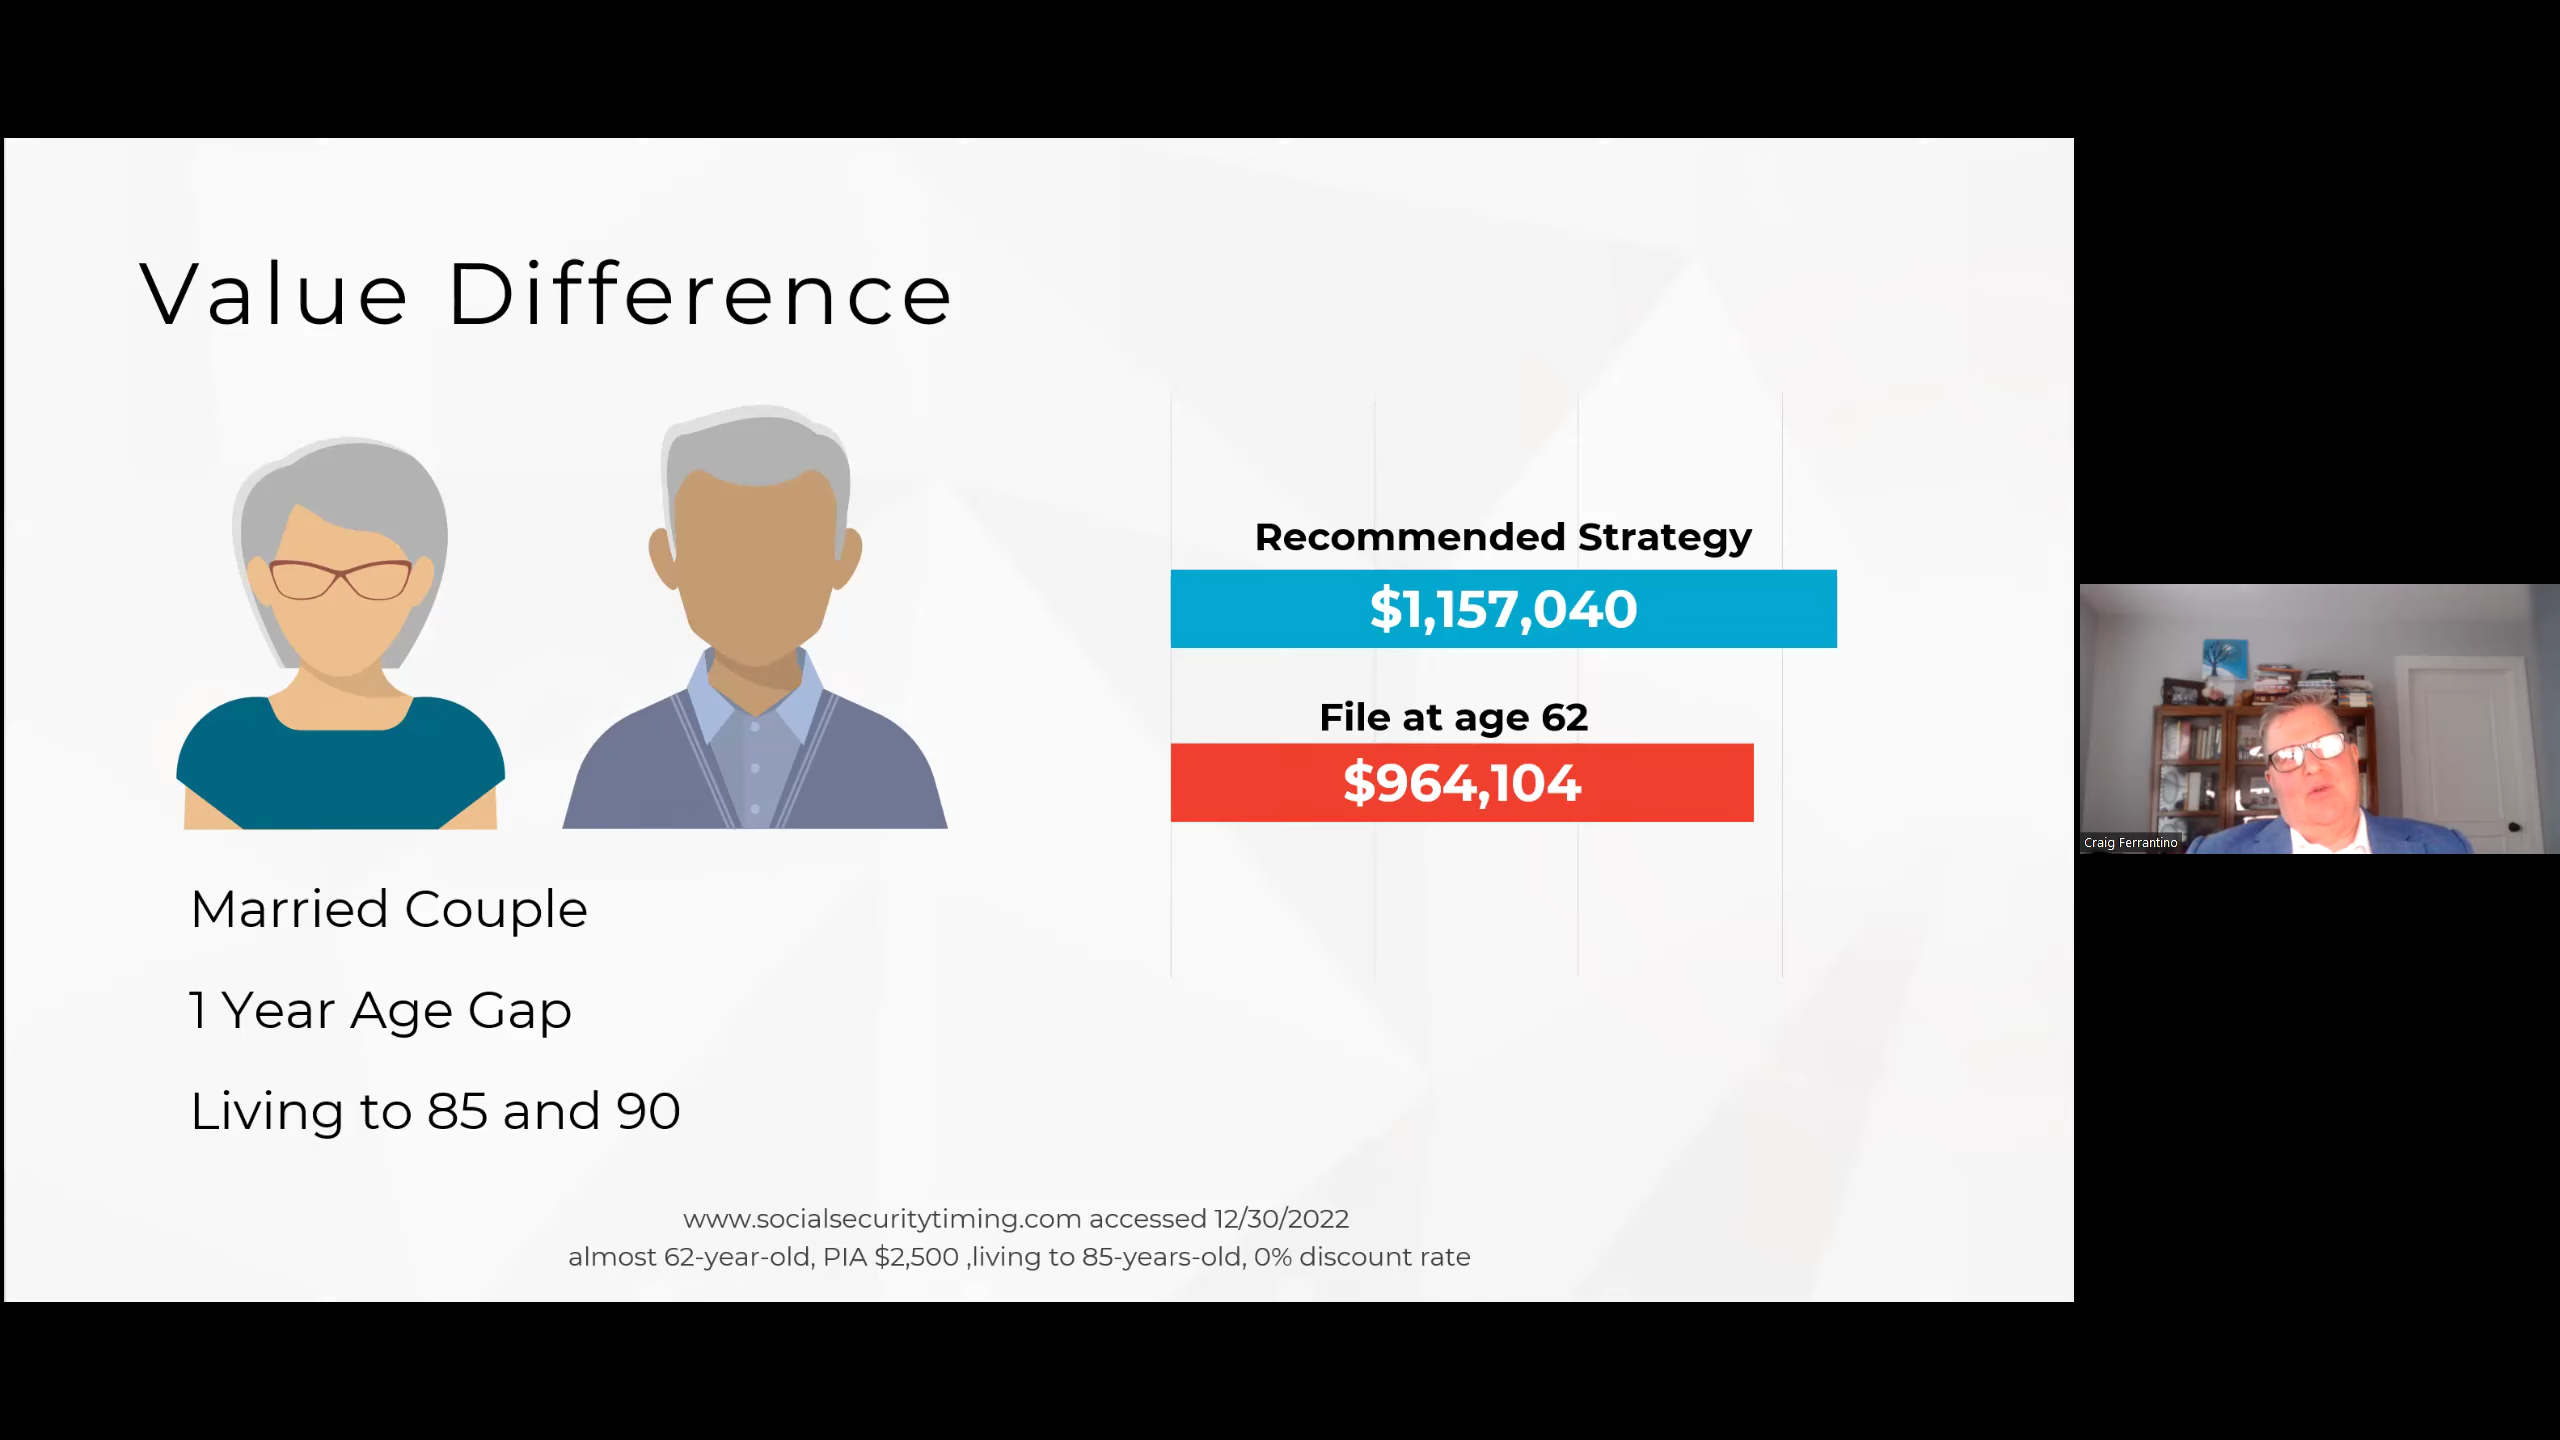 Value Difference
Recommended Strategy
$1,157,040
File at age 62
$964,104
Married Couple
1 Year Age Gap
Living to 85 and 90
www.socialsecuritytiming.com accessed 12/30/2022
almost 62-year-old, PIA $2,500 ,living to 85-years-old, 0% discount rate
Craig Ferrantino